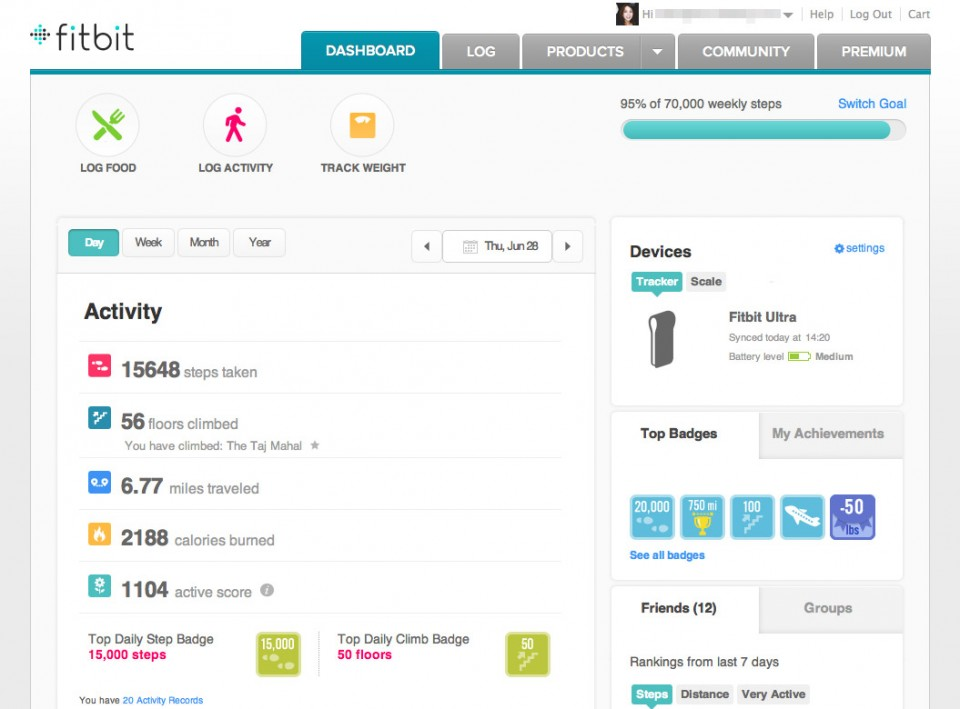 fitbit
Hi
Help
Log Out
Cart
DASHBOARD
LOG
PRODUCTS
COMMUNITY
PREMIUM
LOG FOOD
LOG ACTIVITY
TRACK WEIGHT
95% of 70,000 weekly steps
Switch Goal
Day
Week
Month
Year
Thu, Jun 28
Activity
15648 steps taken
56 floors climbed
You have climbed: The Taj Mahal
6.77 miles traveled
2188 calories burned
1104 active score
Top Daily Step Badge
15,000 steps
15,000
Top Daily Climb Badge
50 floors
50
You have 20 Activity Records
Devices
settings
Tracker
Scale
Fitbit Ultra
Synced today at 14:20
Battery level
Medium
Top Badges
My Achievements
20,000
750 mi
100
-50
lbs
See all badges
Friends (12)
Groups
Rankings from last 7 days
Steps
Distance
Very Active